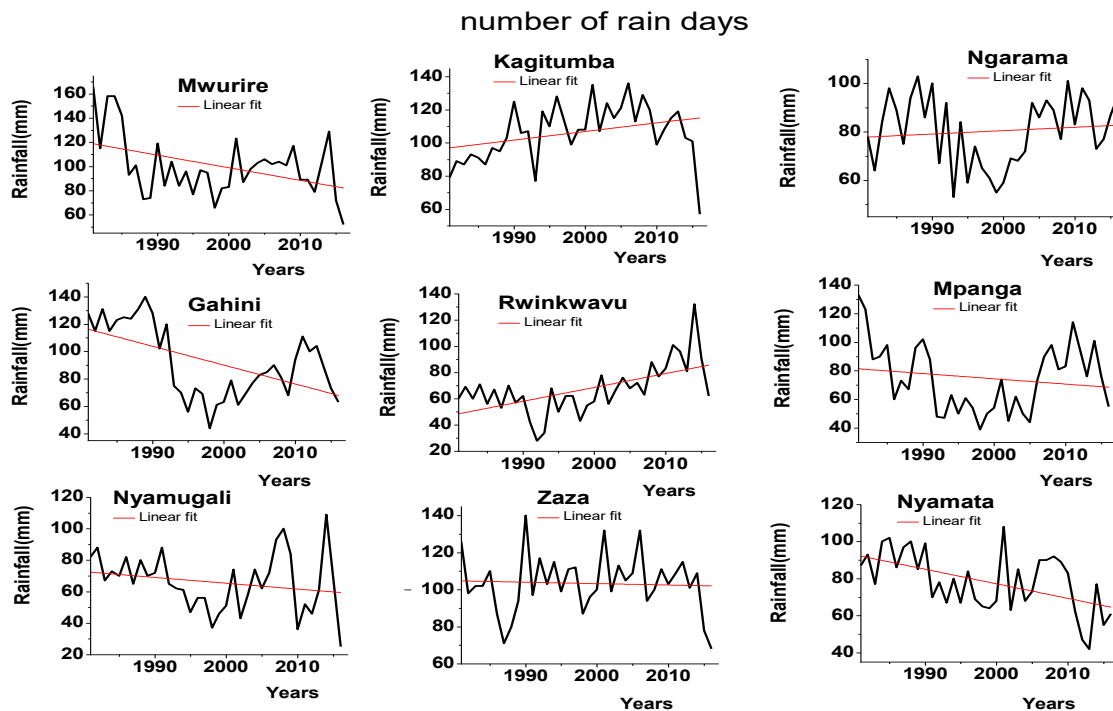 number of rain days
Mwurire
Linear fit
Rainfall(mm)
160
140
120
100
80
60
1990
2000
2010
Years
Kagitumba
Linear fit
Rainfall(mm)
140
120
100
80
60
1990
2000
2010
Years
Ngarama
Linear fit
Rainfall(mm)
100
80
60
1990
2000
2010
Years
Gahini
Linear fit
Rainfall(mm)
140
120
100
80
60
40
1990
2000
2010
Years
Rwinkwavu
Linear fit
Rainfall(mm)
140
120
100
80
60
40
20
1990
2000
2010
Years
Mpanga
Linear fit
Rainfall(mm)
120
100
80
60
40
1990
2000
2010
Years
Nyamugali
Linear fit
Rainfall(mm)
120
100
80
60
40
20
1990
2000
2010
Years
Zaza
Linear fit
Rainfall(mm)
140
120
100
80
60
1990
2000
2010
Years
Nyamata
Linear fit
Rainfall(mm)
120
100
80
60
40
1990
2000
2010
Years